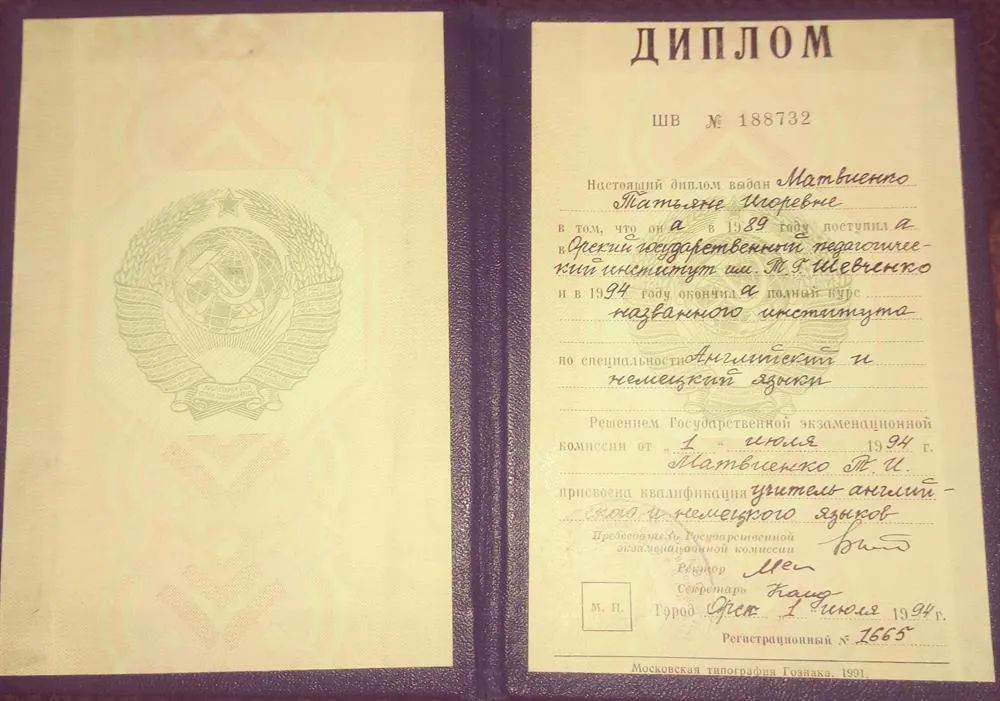 ДИПЛОМ
ШВ № 188732
Настоящий диплом выдан Матвиенко
Татьяне Игоревне
в том, что она в 1989 году поступила
в Орский государственный педагогичес-
кий институт им. Т. Г. Шевченко
и в 1994 году окончила полный курс
названного института
по специальности Английский и
немецкий языки
Решением Государственной экзаменационной
комиссии от „ 1 " июля 1994 г.
Матвиенко Т. И.
присвоена квалификация учитель англий-
ского и немецкого языков
Председатель Государственной
экзаменационной комиссии
Ректор
Секретарь
М. П. Город Орск 1 " июля 1994 г.
Регистрационный № 1665
Московская типография Гознака. 1991.